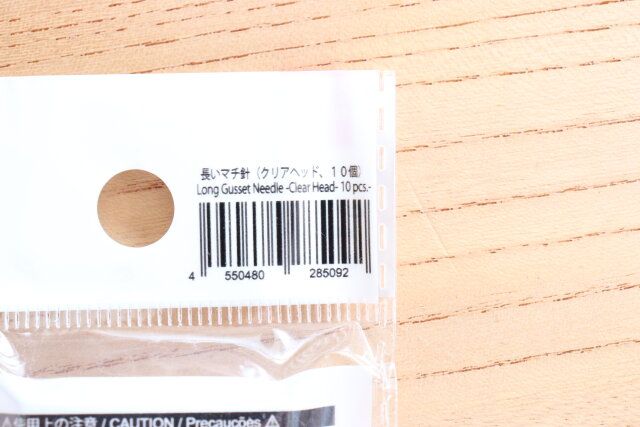 長いマチ針（クリアヘッド、１０個）
Long Gusset Needle -Clear Head- 10 pcs.-
4 550480 285092
⚠使用上の注意 / CAUTION / Precauções ⚠